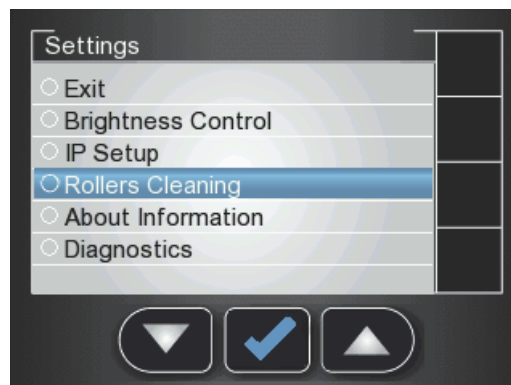 Settings
Exit
Brightness Control
IP Setup
Rollers Cleaning
About Information
Diagnostics